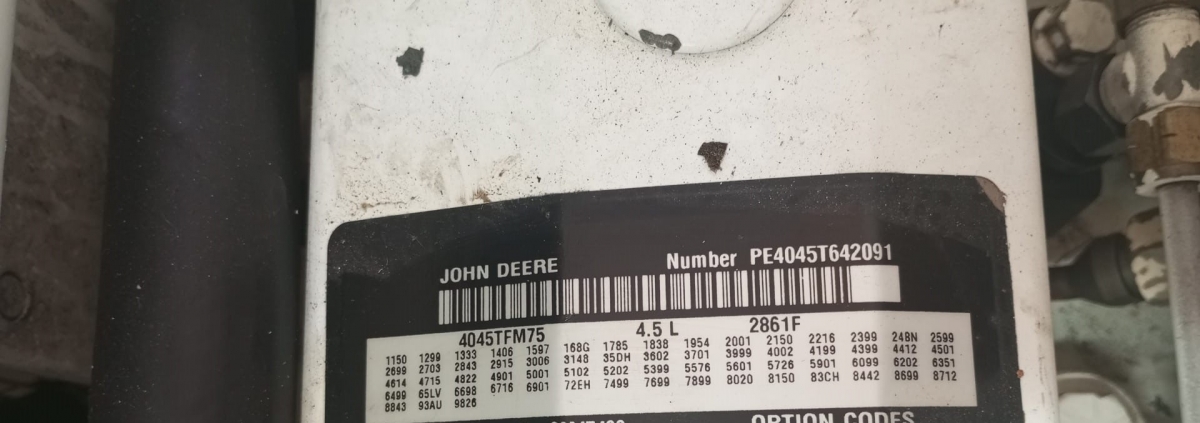 JOHN DEERE Number PE4045T642091
4045TFM75 4.5 L 2861F
1150 1299 1333 1406 1597 168G 1785 1838 1954 2001 2150 2216 2399 248N 2599
2699 2703 2843 2915 3006 3148 35DH 3602 3701 3999 4002 4199 4399 4412 4501
4614 4715 4822 4901 5001 5102 5202 5399 5576 5601 5726 5901 6099 6202 6351
6499 65LV 6698 6716 6901 72EH 7499 7699 7899 8020 8150 83CH 8442 8699 8712
8843 93AU 9826
OPTION CODES